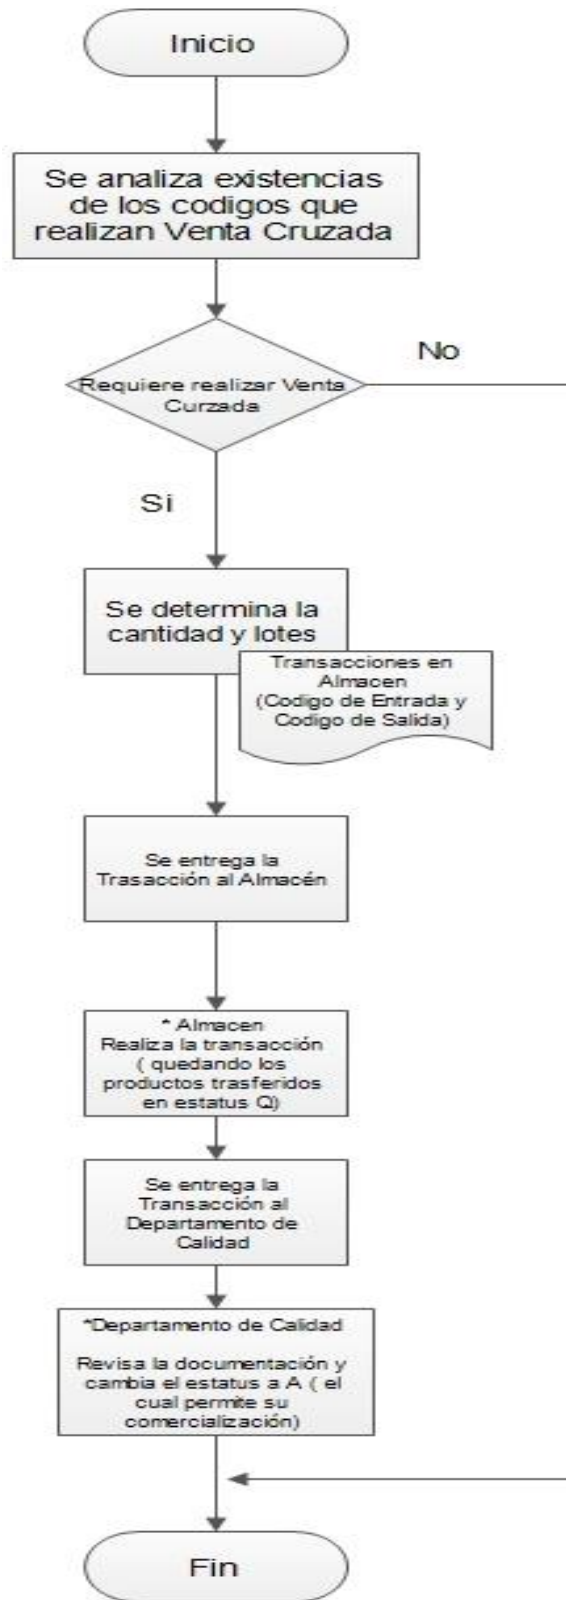 Inicio
Se analiza existencias
de los codigos que
realizan Venta Cruzada
No
Requiere realizar Venta
Curzada
Si
Se determina la
cantidad y lotes
Transacciones en
Almacen
(Codigo de Entrada y
Codigo de Salida)
Se entrega la
Trasacción al Almacén
* Almacen
Realiza la transacción
( quedando los
productos trasferidos
en estatus Q)
Se entrega la
Transacción al
Departamento de
Calidad
*Departamento de Calidad
Revisa la documentación y
cambia el estatus a A ( el
cual permite su
comercialización)
Fin